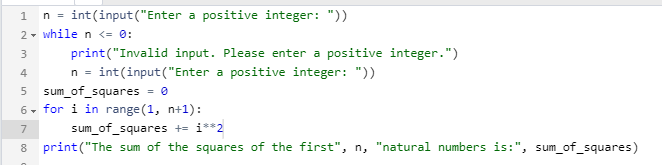 1 n = int(input("Enter a positive integer: "))
2 while n <= 0:
3     print("Invalid input. Please enter a positive integer.")
4     n = int(input("Enter a positive integer: "))
5 sum_of_squares = 0
6 for i in range(1, n+1):
7     sum_of_squares += i**2
8 print("The sum of the squares of the first", n, "natural numbers is:", sum_of_squares)